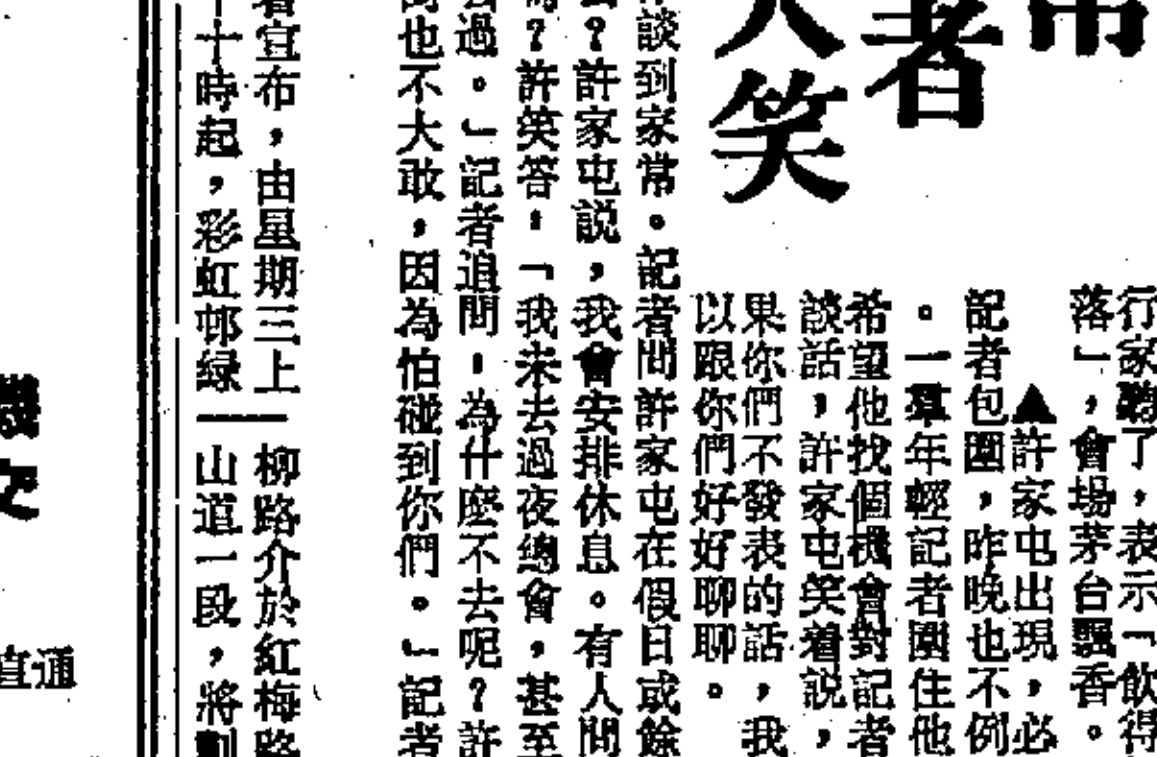 者
笑
行家聽了，表示「飲得
落」，會場茅台飄香。
▲許家屯出現，必
記者包圍，昨晚也不例
。一羣年輕記者圍住他
希望他找個機會對記者
談話，許家屯笑着說，
果你們不發表的話，我
以跟你們好好聊聊。
談到家常。記者問許家屯在假日或餘
？許家屯説，我會安排休息。有人問
？許笑答：「我未去過夜總會，甚至
過。」記者追問，為什麼不去呢？許
也不大敢，因為怕碰到你們。」記者
宣布，由星期三上
十時起，彩虹邨綠
柳路介於紅梅路
山道一段，將劃
直通